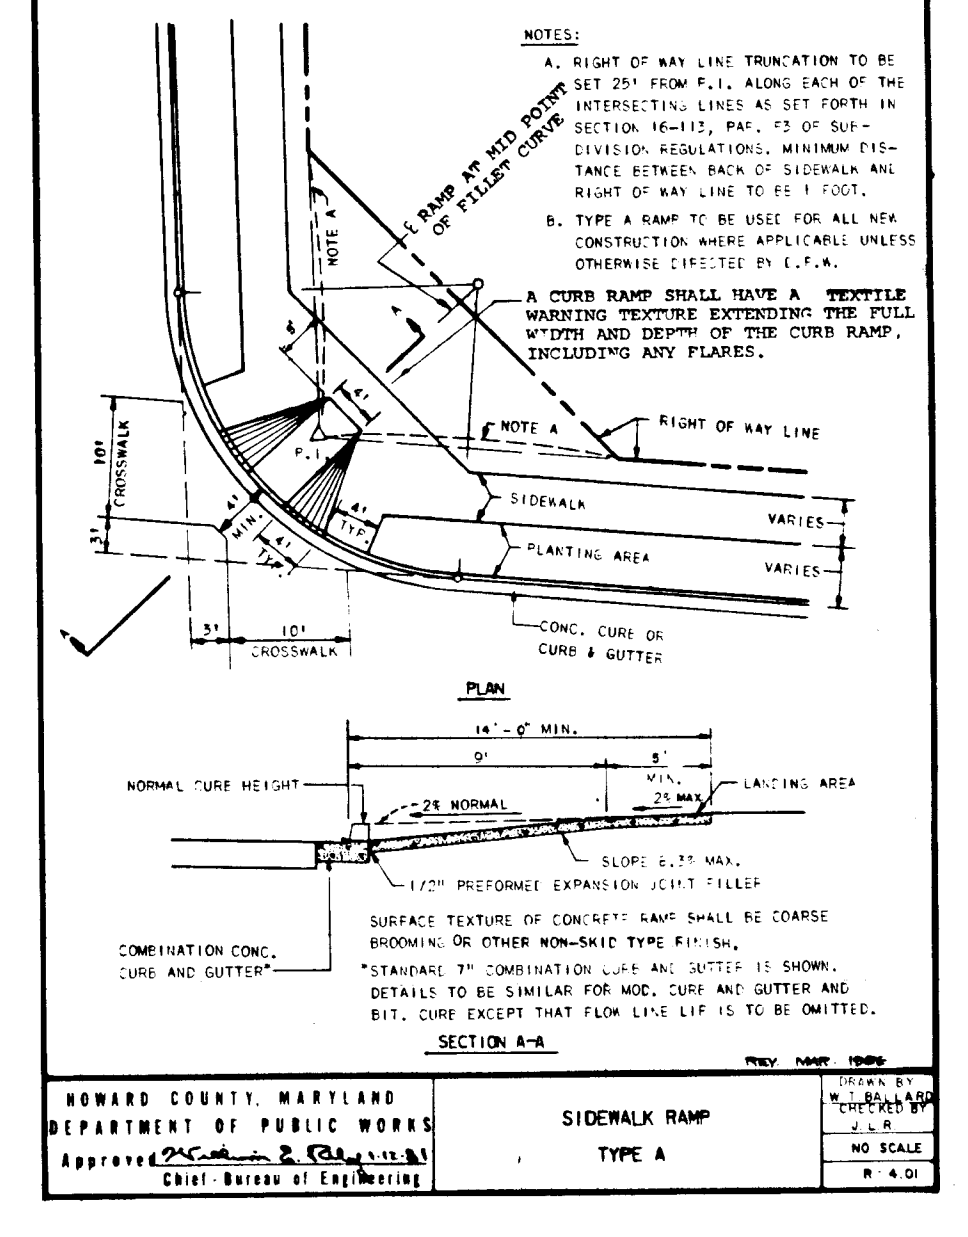 NOTES:
A. RIGHT OF WAY LINE TRUNCATION TO BE
SET 25' FROM P.I. ALONG EACH OF THE
INTERSECTING LINES AS SET FORTH IN
SECTION 16-113, PAR. F3 OF SUB-
DIVISION REGULATIONS. MINIMUM DIS-
TANCE BETWEEN BACK OF SIDEWALK AND
RIGHT OF WAY LINE TO BE 1 FOOT.
B. TYPE A RAMP TO BE USED FOR ALL NEW
CONSTRUCTION WHERE APPLICABLE UNLESS
OTHERWISE DIRECTED BY D.P.W.
A CURB RAMP SHALL HAVE A TEXTILE
WARNING TEXTURE EXTENDING THE FULL
WIDTH AND DEPTH OF THE CURB RAMP,
INCLUDING ANY FLARES.
℄ RAMP AT MID POINT
OF FILLET CURVE
NOTE A
A
4'
NOTE A
RIGHT OF WAY LINE
P.I.
10'
CROSSWALK
3'
4'
MIN.
4'
TYP.
4'
TYP.
SIDEWALK
PLANTING AREA
VARIES
VARIES
A
3'
10'
CROSSWALK
CONC. CURB OR
CURB & GUTTER
PLAN
14'-0" MIN.
9'
5'
MIN.
NORMAL CURB HEIGHT
2% NORMAL
2% MAX.
LANDING AREA
SLOPE 8.3% MAX.
1/2" PREFORMED EXPANSION JOINT FILLER
SURFACE TEXTURE OF CONCRETE RAMP SHALL BE COARSE
BROOMING OR OTHER NON-SKID TYPE FINISH.
COMBINATION CONC.
CURB AND GUTTER*
*STANDARD 7" COMBINATION CURB AND GUTTER IS SHOWN.
DETAILS TO BE SIMILAR FOR MOD. CURB AND GUTTER AND
BIT. CURB EXCEPT THAT FLOW LINE LIP IS TO BE OMITTED.
SECTION A-A
REV. MAR.
HOWARD COUNTY, MARYLAND
DEPARTMENT OF PUBLIC WORKS
Approved
Chief - Bureau of Engineering
SIDEWALK RAMP
TYPE A
DRAWN BY
W.T. BALLARD
CHECKED BY
J.L.R.
NO SCALE
R-4.01